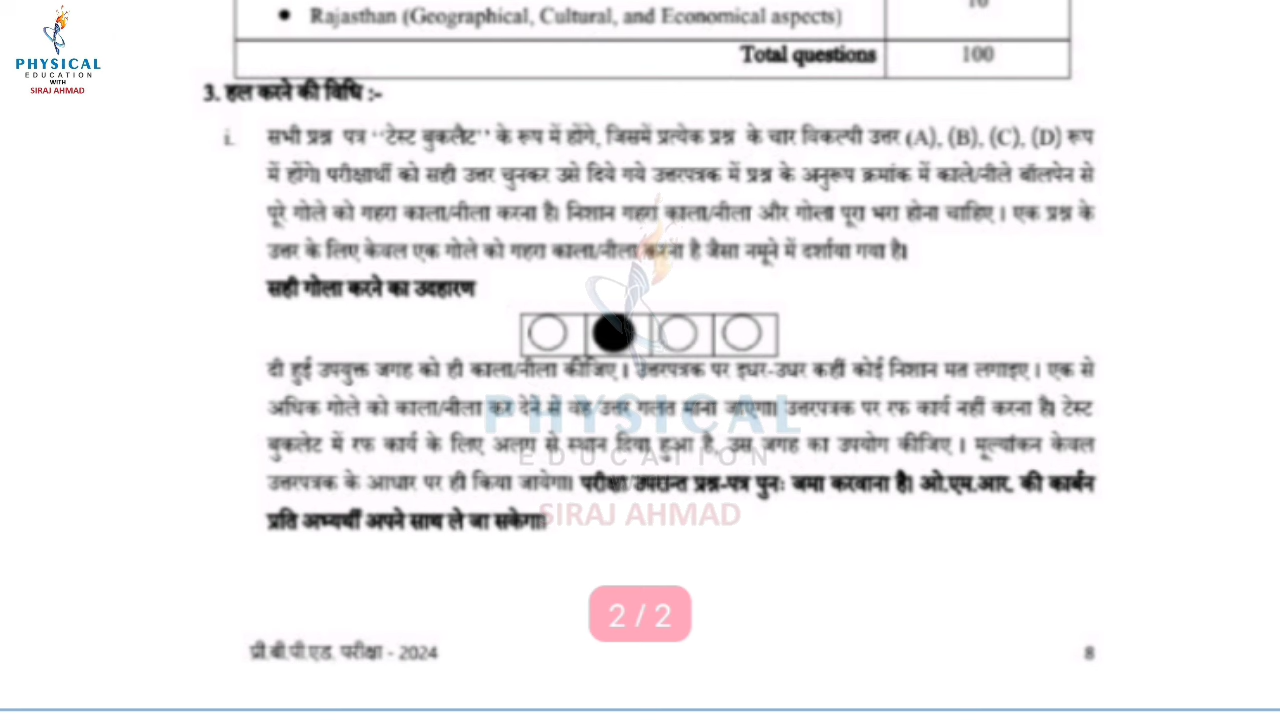 PHYSICAL
EDUCATION
WITH
SIRAJ AHMAD
10
● Rajasthan (Geographical, Cultural, and Economical aspects)
Total questions 100
3. हल करने की विधि :-
i. सभी प्रश्न पत्र "टेस्ट बुकलैट" के रूप में होंगे, जिसमें प्रत्येक प्रश्न के चार विकल्पी उत्तर (A), (B), (C), (D) रूप
में होंगे। परीक्षार्थी को सही उत्तर चुनकर उसे दिये गये उत्तरपत्रक में प्रश्न के अनुरूप क्रमांक में काले/नीले बॉलपेन से
पूरे गोले को गहरा काला/नीला करना है। निशान गहरा काला/नीला और गोला पूरा भरा होना चाहिए। एक प्रश्न के
उत्तर के लिए केवल एक गोले को गहरा काला/नीला करना है जैसा नमूने में दर्शाया गया है।
सही गोला करने का उदहारण
दी हुई उपयुक्त जगह को ही काला/नीला कीजिए। उत्तरपत्रक पर इधर-उधर कहीं कोई निशान मत लगाइए। एक से
अधिक गोले को काला/नीला कर देने से वह उत्तर गलत माना जाएगा। उत्तरपत्रक पर रफ कार्य नहीं करना है। टेस्ट
बुकलेट में रफ कार्य के लिए अलग से स्थान दिया हुआ है, उस जगह का उपयोग कीजिए। मूल्यांकन केवल
उत्तरपत्रक के आधार पर ही किया जायेगा। परीक्षा उपरान्त प्रश्न-पत्र पुनः जमा करवाना है। ओ.एम.आर. की कार्बन
प्रति अभ्यर्थी अपने साथ ले जा सकेगा।
PHYSICAL
EDUCATION
SIRAJ AHMAD
2 / 2
प्री.बी.पी.एड. परीक्षा - 2024 8